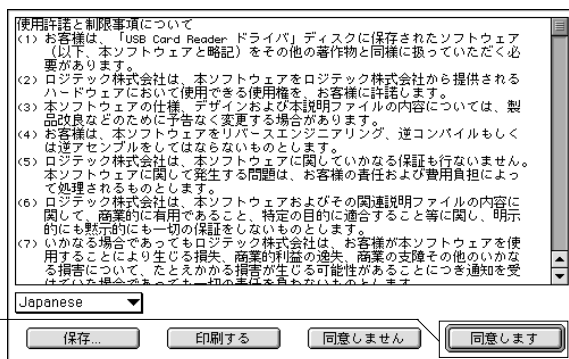 使用許諾と制限事項について
(1) お客様は、「USB Card Reader ドライバ」ディスクに保存されたソフトウェア
（以下、本ソフトウェアと略記）をその他の著作物と同様に扱っていただく必
要があります。
(2) ロジテック株式会社は、本ソフトウェアをロジテックから提供される
ハードウェアにおいて使用できる使用権を、お客様に許諾します。
(3) 本ソフトウェアの仕様、デザインおよび本説明ファイルの内容については、製
品改良などのために予告なく変更する場合があります。
(4) お客様は、本ソフトウェアをリバースエンジニアリング、逆コンパイルもしく
は逆アセンブルをしてはならないものとします。
(5) ロジテック株式会社は、本ソフトウェアに関していかなる保証も行ないません。
本ソフトウェアに関して発生する問題は、お客様の責任および費用負担によっ
て処理されるものとします。
(6) ロジテック株式会社は、本ソフトウェアおよびその関連説明ファイルの内容に
関して、商業的に有用であること、特定の目的に適合すること等に関し、明示
的にも黙示的にも一切の保証をしないものとします。
(7) いかなる場合であってもロジテック株式会社は、お客様が本ソフトウェアを使
用することにより生じる損失、商業的利益の逸失、商業の支障その他のいかな
る損害について、たとえかかる損害が生じる可能性があることにつき通知を受
けていた場合であっても一切の責任を負わないものとします。
Japanese
保存... 印刷する 同意しません 同意します